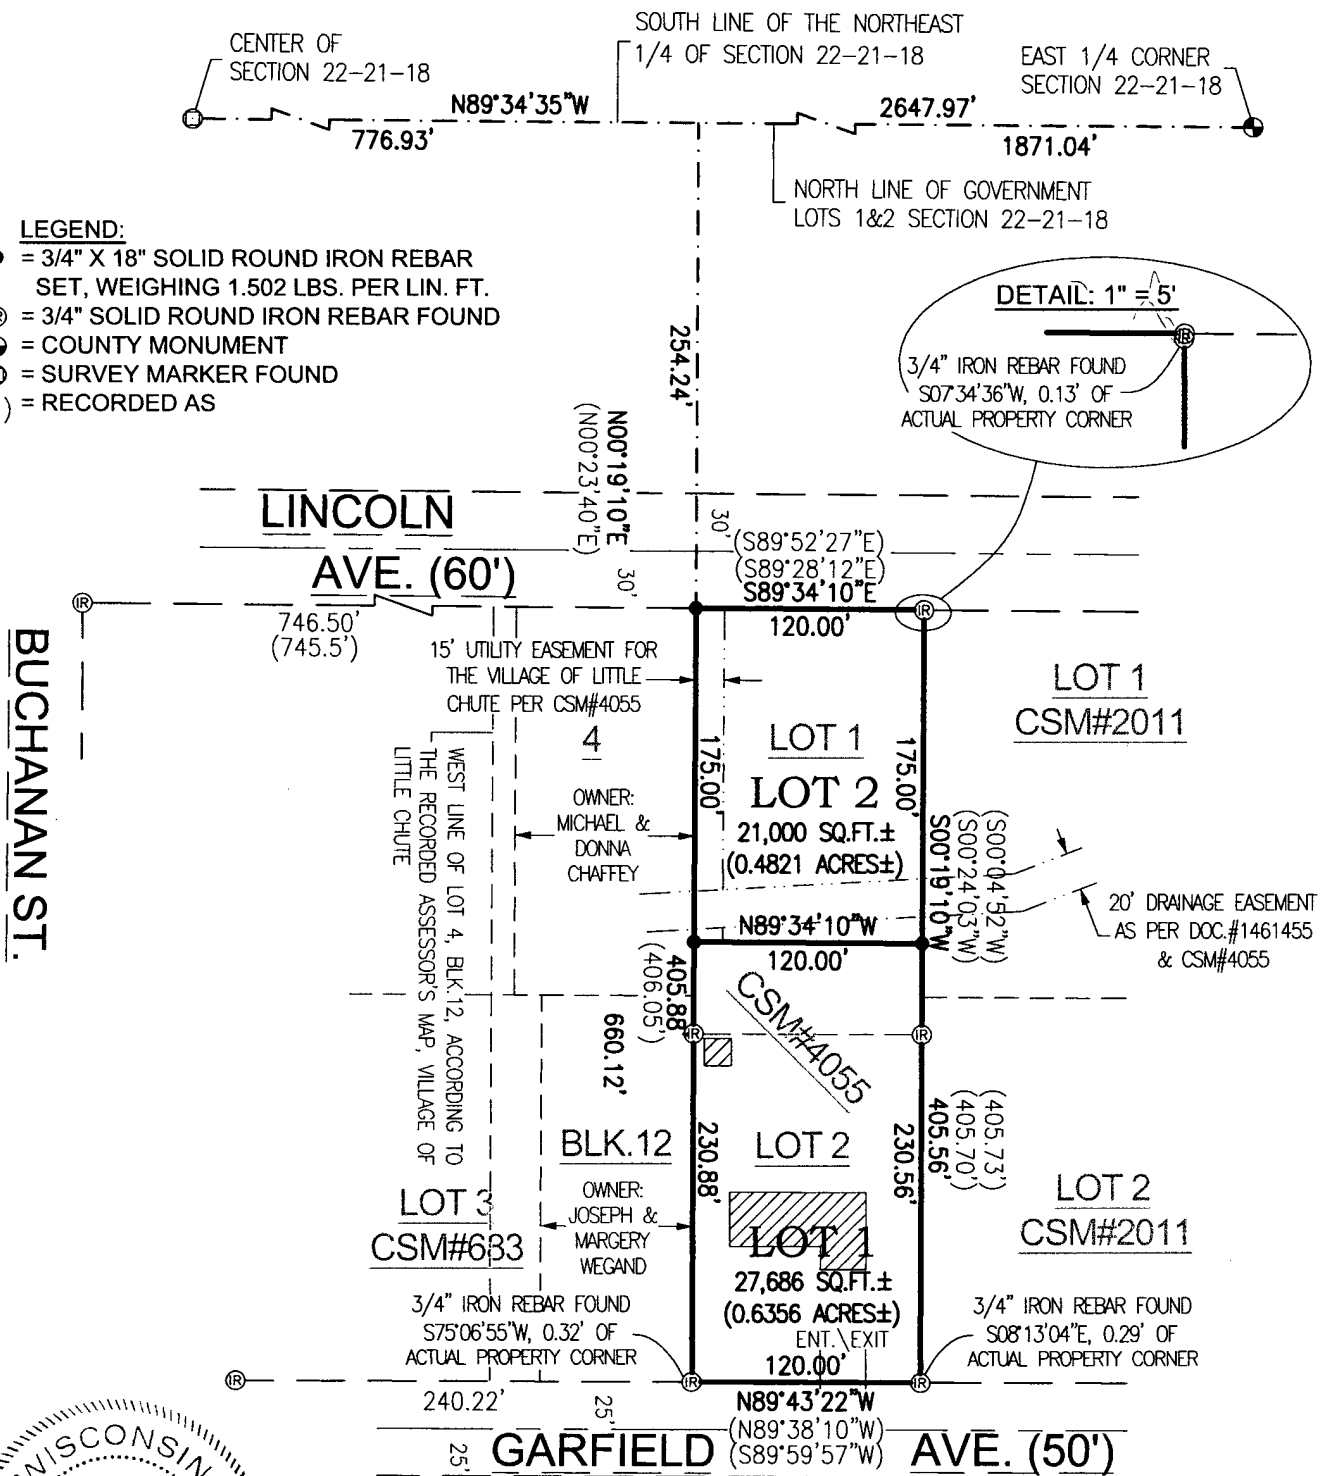 CENTER OF
SECTION 22-21-18
SOUTH LINE OF THE NORTHEAST
1/4 OF SECTION 22-21-18
EAST 1/4 CORNER
SECTION 22-21-18
N89°34'35"W
776.93'
2647.97'
1871.04'
NORTH LINE OF GOVERNMENT
LOTS 1&2 SECTION 22-21-18
LEGEND:
= 3/4" X 18" SOLID ROUND IRON REBAR
SET, WEIGHING 1.502 LBS. PER LIN. FT.
= 3/4" SOLID ROUND IRON REBAR FOUND
= COUNTY MONUMENT
= SURVEY MARKER FOUND
) = RECORDED AS
DETAIL: 1" = 5'
IR
3/4" IRON REBAR FOUND
S07°34'36"W, 0.13' OF
ACTUAL PROPERTY CORNER
254.24'
N00°19'10"E
(N00°23'40"E)
LINCOLN
AVE. (60')
30'
30'
(S89°52'27"E)
(S89°28'12"E)
S89°34'10"E
120.00'
IR
IR
746.50'
(745.5')
BUCHANAN ST.
15' UTILITY EASEMENT FOR
THE VILLAGE OF LITTLE
CHUTE PER CSM#4055
4
OWNER:
MICHAEL &
DONNA
CHAFFEY
WEST LINE OF LOT 4, BLK.12, ACCORDING TO
THE RECORDED ASSESSOR'S MAP, VILLAGE OF
LITTLE CHUTE
175.00'
LOT 1
LOT 2
21,000 SQ.FT.±
(0.4821 ACRES±)
175.00'
LOT 1
CSM#2011
S00°19'10"W
(S00°24'03"W)
(S00°04'52"W)
20' DRAINAGE EASEMENT
AS PER DOC.#1461455
& CSM#4055
N89°34'10"W
120.00'
405.88'
(406.05')
660.12'
CSM#4055
IR
IR
230.88'
BLK.12
LOT 2
230.56'
405.56'
(405.70')
(405.73')
OWNER:
JOSEPH &
MARGERY
WEGAND
LOT 3
CSM#683
LOT 2
CSM#2011
LOT 1
27,686 SQ.FT.±
(0.6356 ACRES±)
ENT.\EXIT
120.00'
3/4" IRON REBAR FOUND
S75°06'55"W, 0.32' OF
ACTUAL PROPERTY CORNER
3/4" IRON REBAR FOUND
S08°13'04"E, 0.29' OF
ACTUAL PROPERTY CORNER
IR
IR
IR
240.22'
N89°43'22"W
(N89°38'10"W)
(S89°59'57"W)
25'
25'
GARFIELD AVE. (50')
WISCONSIN